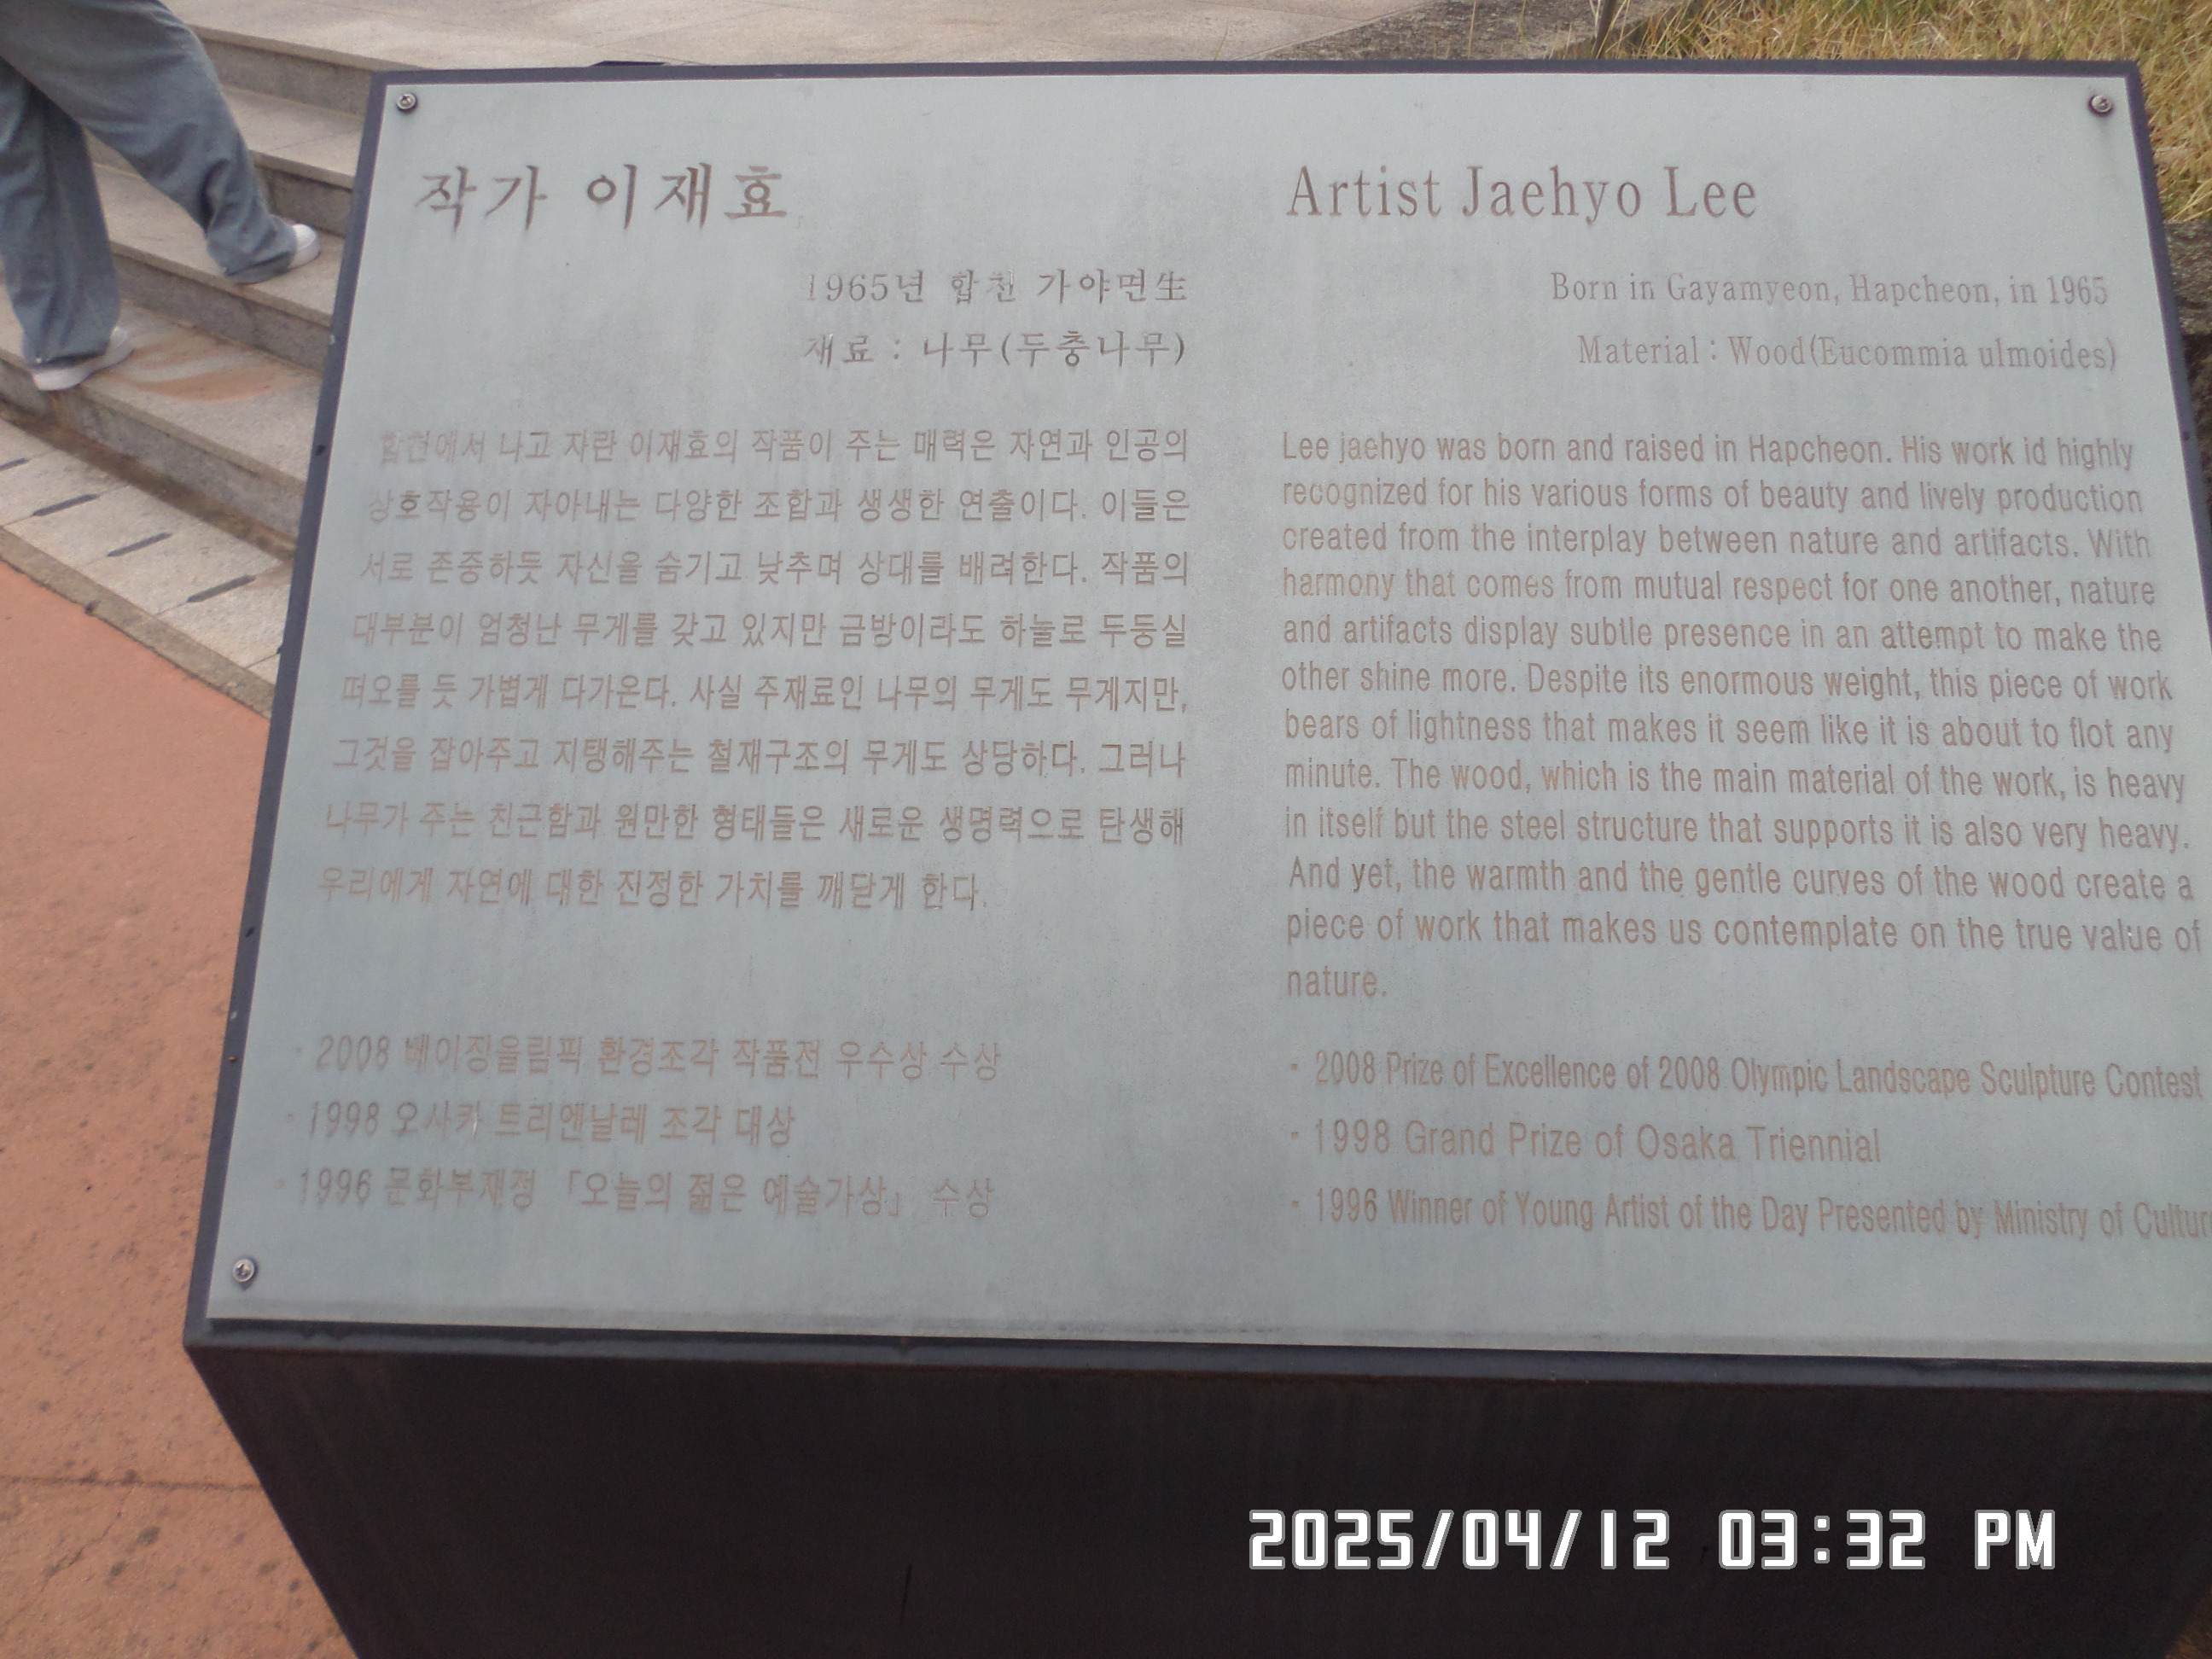 작가 이재효
1965년 합천 가야면生
재료 : 나무(두충나무)
합천에서 나고 자란 이재효의 작품이 주는 매력은 자연과 인공의
상호작용이 자아내는 다양한 조합과 생생한 연출이다. 이들은
서로 존중하듯 자신을 숨기고 낮추며 상대를 배려한다. 작품의
대부분이 엄청난 무게를 갖고 있지만 금방이라도 하늘로 두둥실
떠오를 듯 가볍게 다가온다. 사실 주재료인 나무의 무게도 무게지만,
그것을 잡아주고 지탱해주는 철재구조의 무게도 상당하다. 그러나
나무가 주는 친근함과 원만한 형태들은 새로운 생명력으로 탄생해
우리에게 자연에 대한 진정한 가치를 깨닫게 한다.
· 2008 베이징올림픽 환경조각 작품전 우수상 수상
· 1998 오사카 트리엔날레 조각 대상
· 1996 문화부제정 「오늘의 젊은 예술가상」 수상
Artist Jaehyo Lee
Born in Gayamyeon, Hapcheon, in 1965
Material : Wood(Eucommia ulmoides)
Lee jaehyo was born and raised in Hapcheon. His work id highly
recognized for his various forms of beauty and lively production
created from the interplay between nature and artifacts. With
harmony that comes from mutual respect for one another, nature
and artifacts display subtle presence in an attempt to make the
other shine more. Despite its enormous weight, this piece of work
bears of lightness that makes it seem like it is about to flot any
minute. The wood, which is the main material of the work, is heavy
in itself but the steel structure that supports it is also very heavy.
And yet, the warmth and the gentle curves of the wood create a
piece of work that makes us contemplate on the true value of
nature.
· 2008 Prize of Excellence of 2008 Olympic Landscape Sculpture Contest
· 1998 Grand Prize of Osaka Triennial
· 1996 Winner of Young Artist of the Day Presented by Ministry of
2025/04/12 03:32 PM